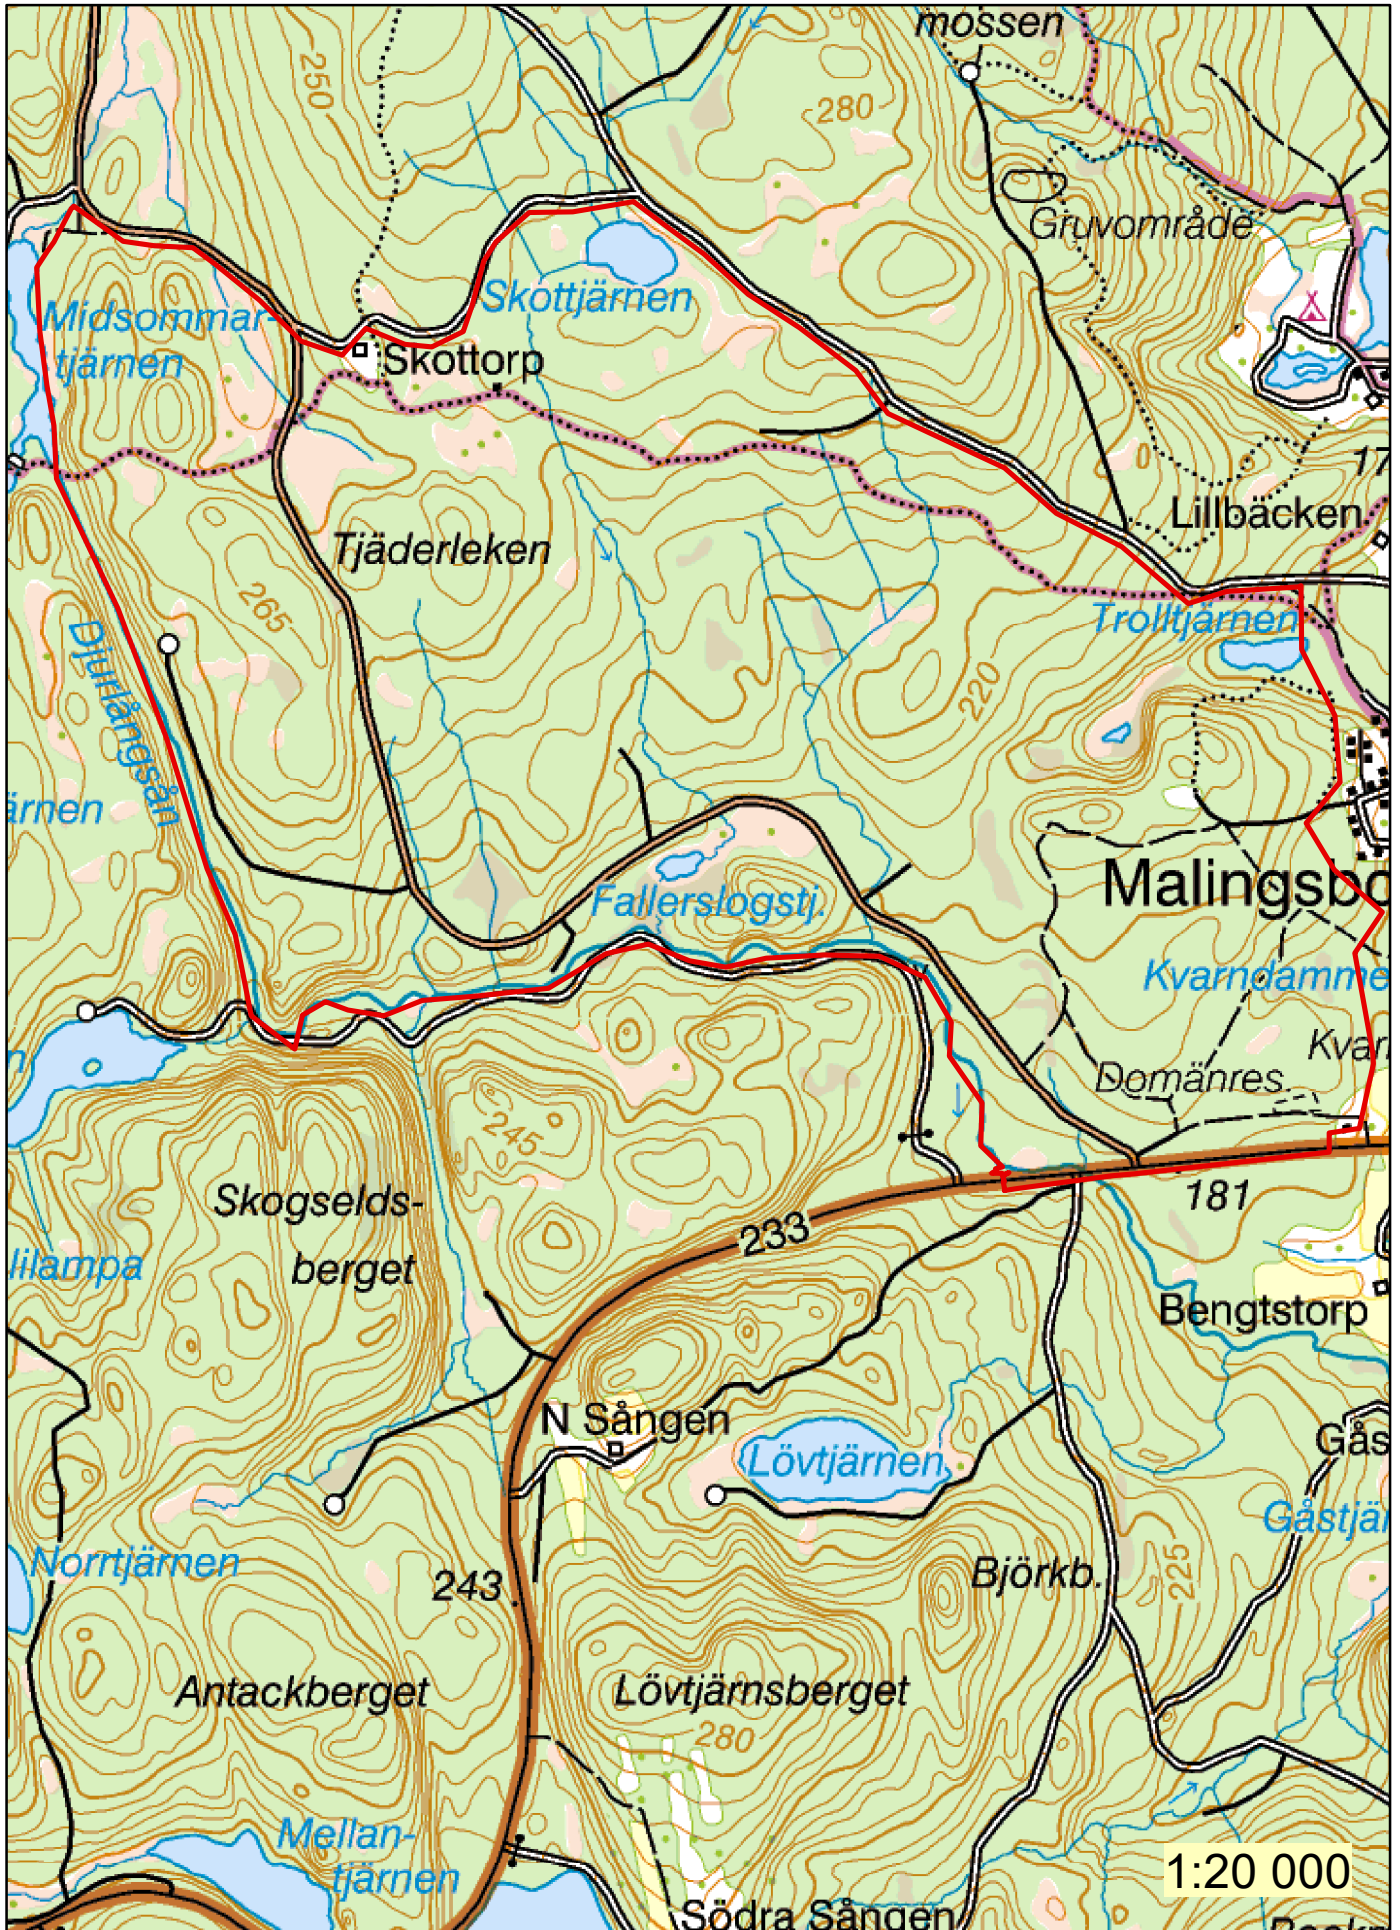 mossen
250
280
Gruvområde
Midsommar-
tjärnen
Skottjärnen
Skottorp
17
Lillbäcken
Tjäderleken
265
Trolltjärnen
Djurlångsån
220
ärnen
Malingsbo
Fallerslogstj.
Kvarndamme
n
Kvar
Domänres.
245
Skogselds-
berget
233
181
lilampa
Bengtstorp
N Sången
Gås
Lövtjärnen
Gåstjär
Norrtjärnen
243
Björkb.
225
Antackberget
Lövtjärnsberget
280
Mellan-
tjärnen
1:20 000
Södra Sången